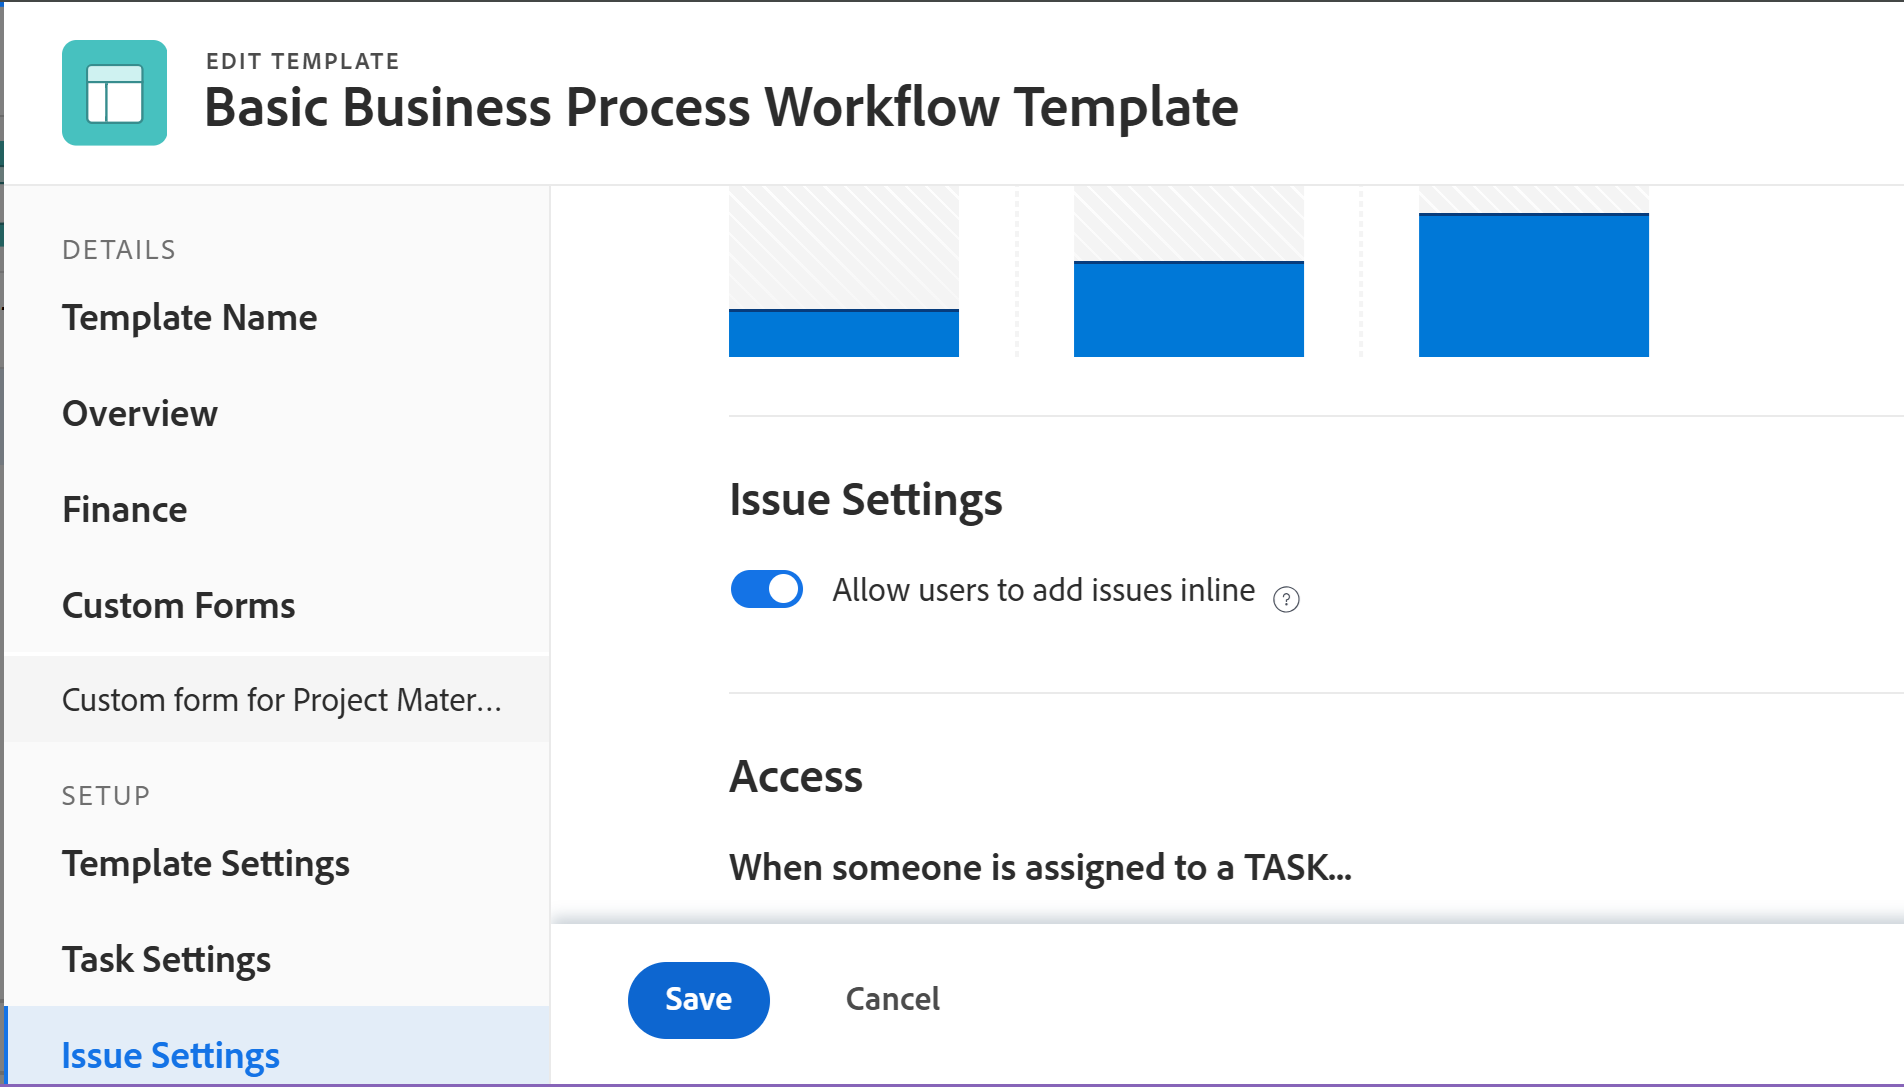 EDIT TEMPLATE
Basic Business Process Workflow Template
DETAILS
Template Name
Overview
Finance
Custom Forms
Custom form for Project Mater...
SETUP
Template Settings
Task Settings
Issue Settings
Issue Settings
Allow users to add issues inline ?
Access
When someone is assigned to a TASK...
Save
Cancel